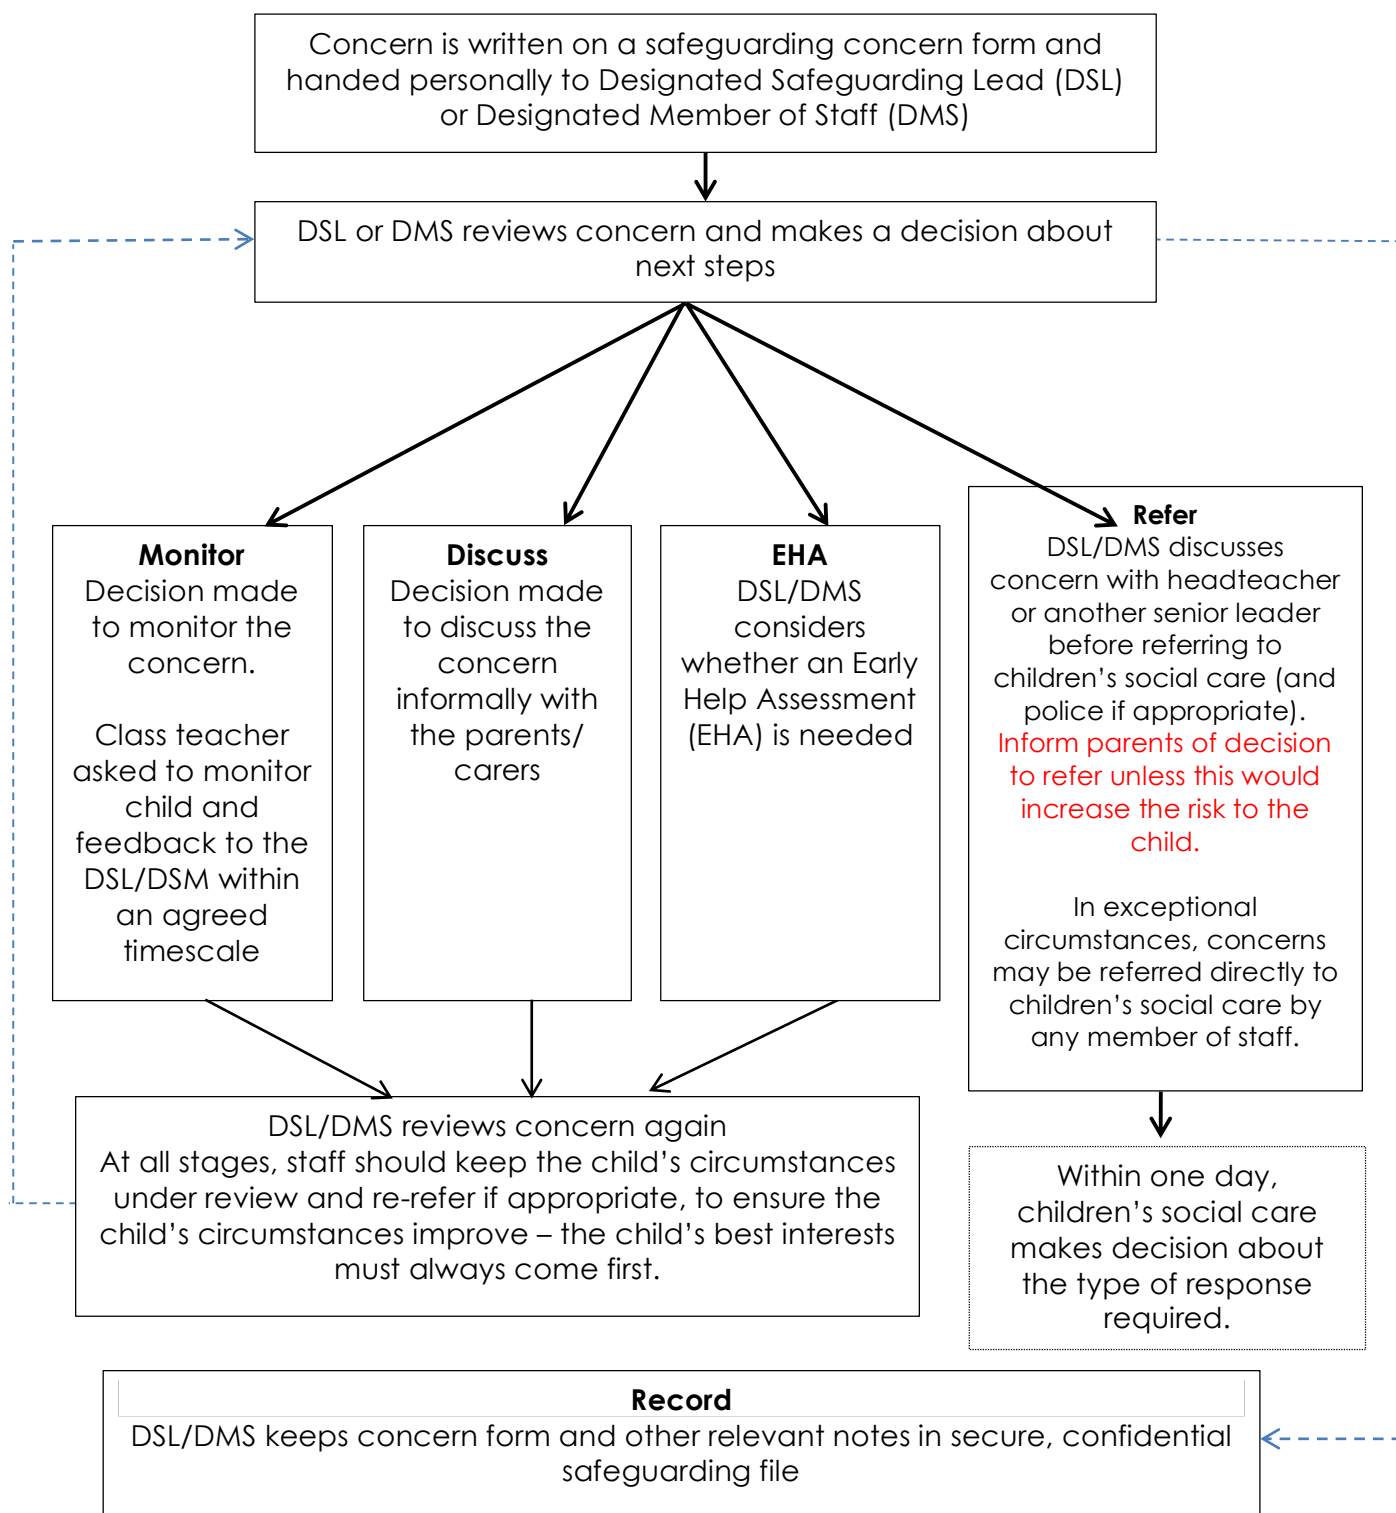 Concern is written on a safeguarding concern form and
handed personally to Designated Safeguarding Lead (DSL)
or Designated Member of Staff (DMS)
DSL or DMS reviews concern and makes a decision about
next steps
Monitor
Decision made
to monitor the
concern.
Class teacher
asked to monitor
child and
feedback to the
DSL/DSM within
an agreed
timescale
Discuss
Decision made
to discuss the
concern
informally with
the parents/
carers
EHA
DSL/DMS
considers
whether an Early
Help Assessment
(EHA) is needed
Refer
DSL/DMS discusses
concern with headteacher
or another senior leader
before referring to
children’s social care (and
police if appropriate).
Inform parents of decision
to refer unless this would
increase the risk to the
child.
In exceptional
circumstances, concerns
may be referred directly to
children’s social care by
any member of staff.
DSL/DMS reviews concern again
At all stages, staff should keep the child’s circumstances
under review and re-refer if appropriate, to ensure the
child’s circumstances improve – the child’s best interests
must always come first.
Within one day,
children’s social care
makes decision about
the type of response
required.
Record
DSL/DMS keeps concern form and other relevant notes in secure, confidential
safeguarding file